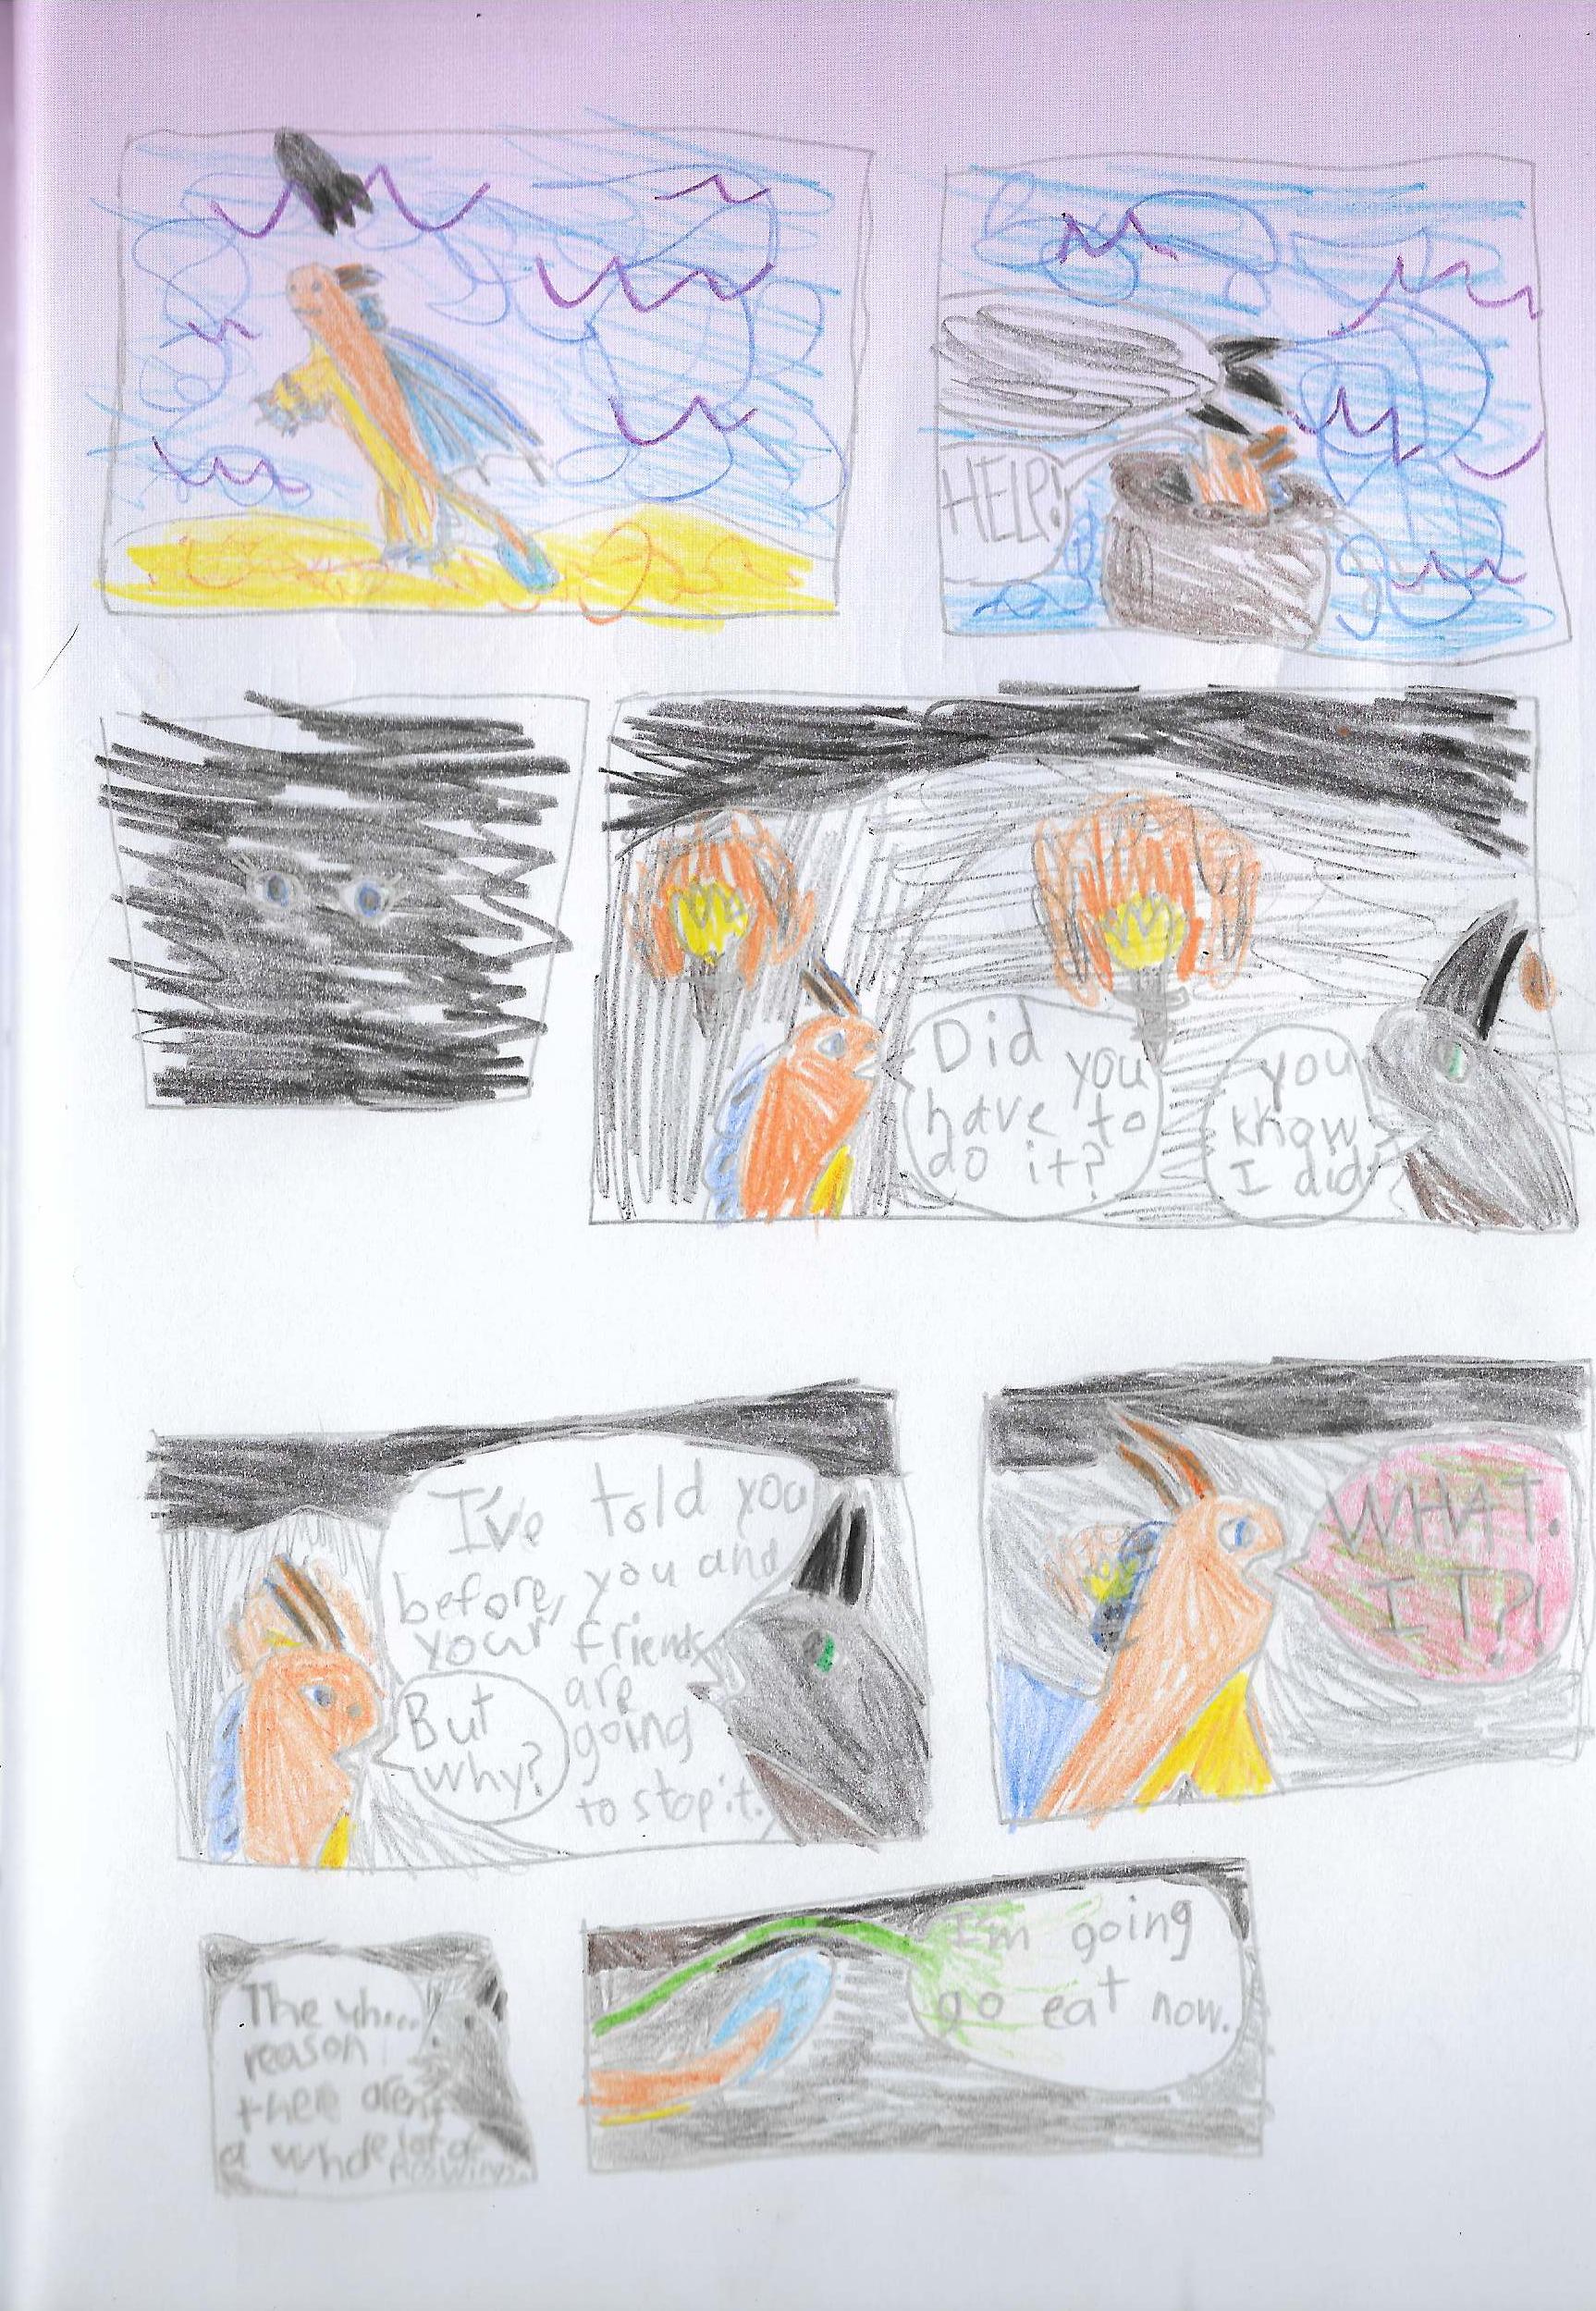 HELP!
Did you
have to
do it?
you
know
I did!
I've told you
before, you and
your friends
are
going
to stop it.
But
why?
WHAT.
IT?!
The wh...
reason
there aren't
a whole lot of
I'm going
go eat now.